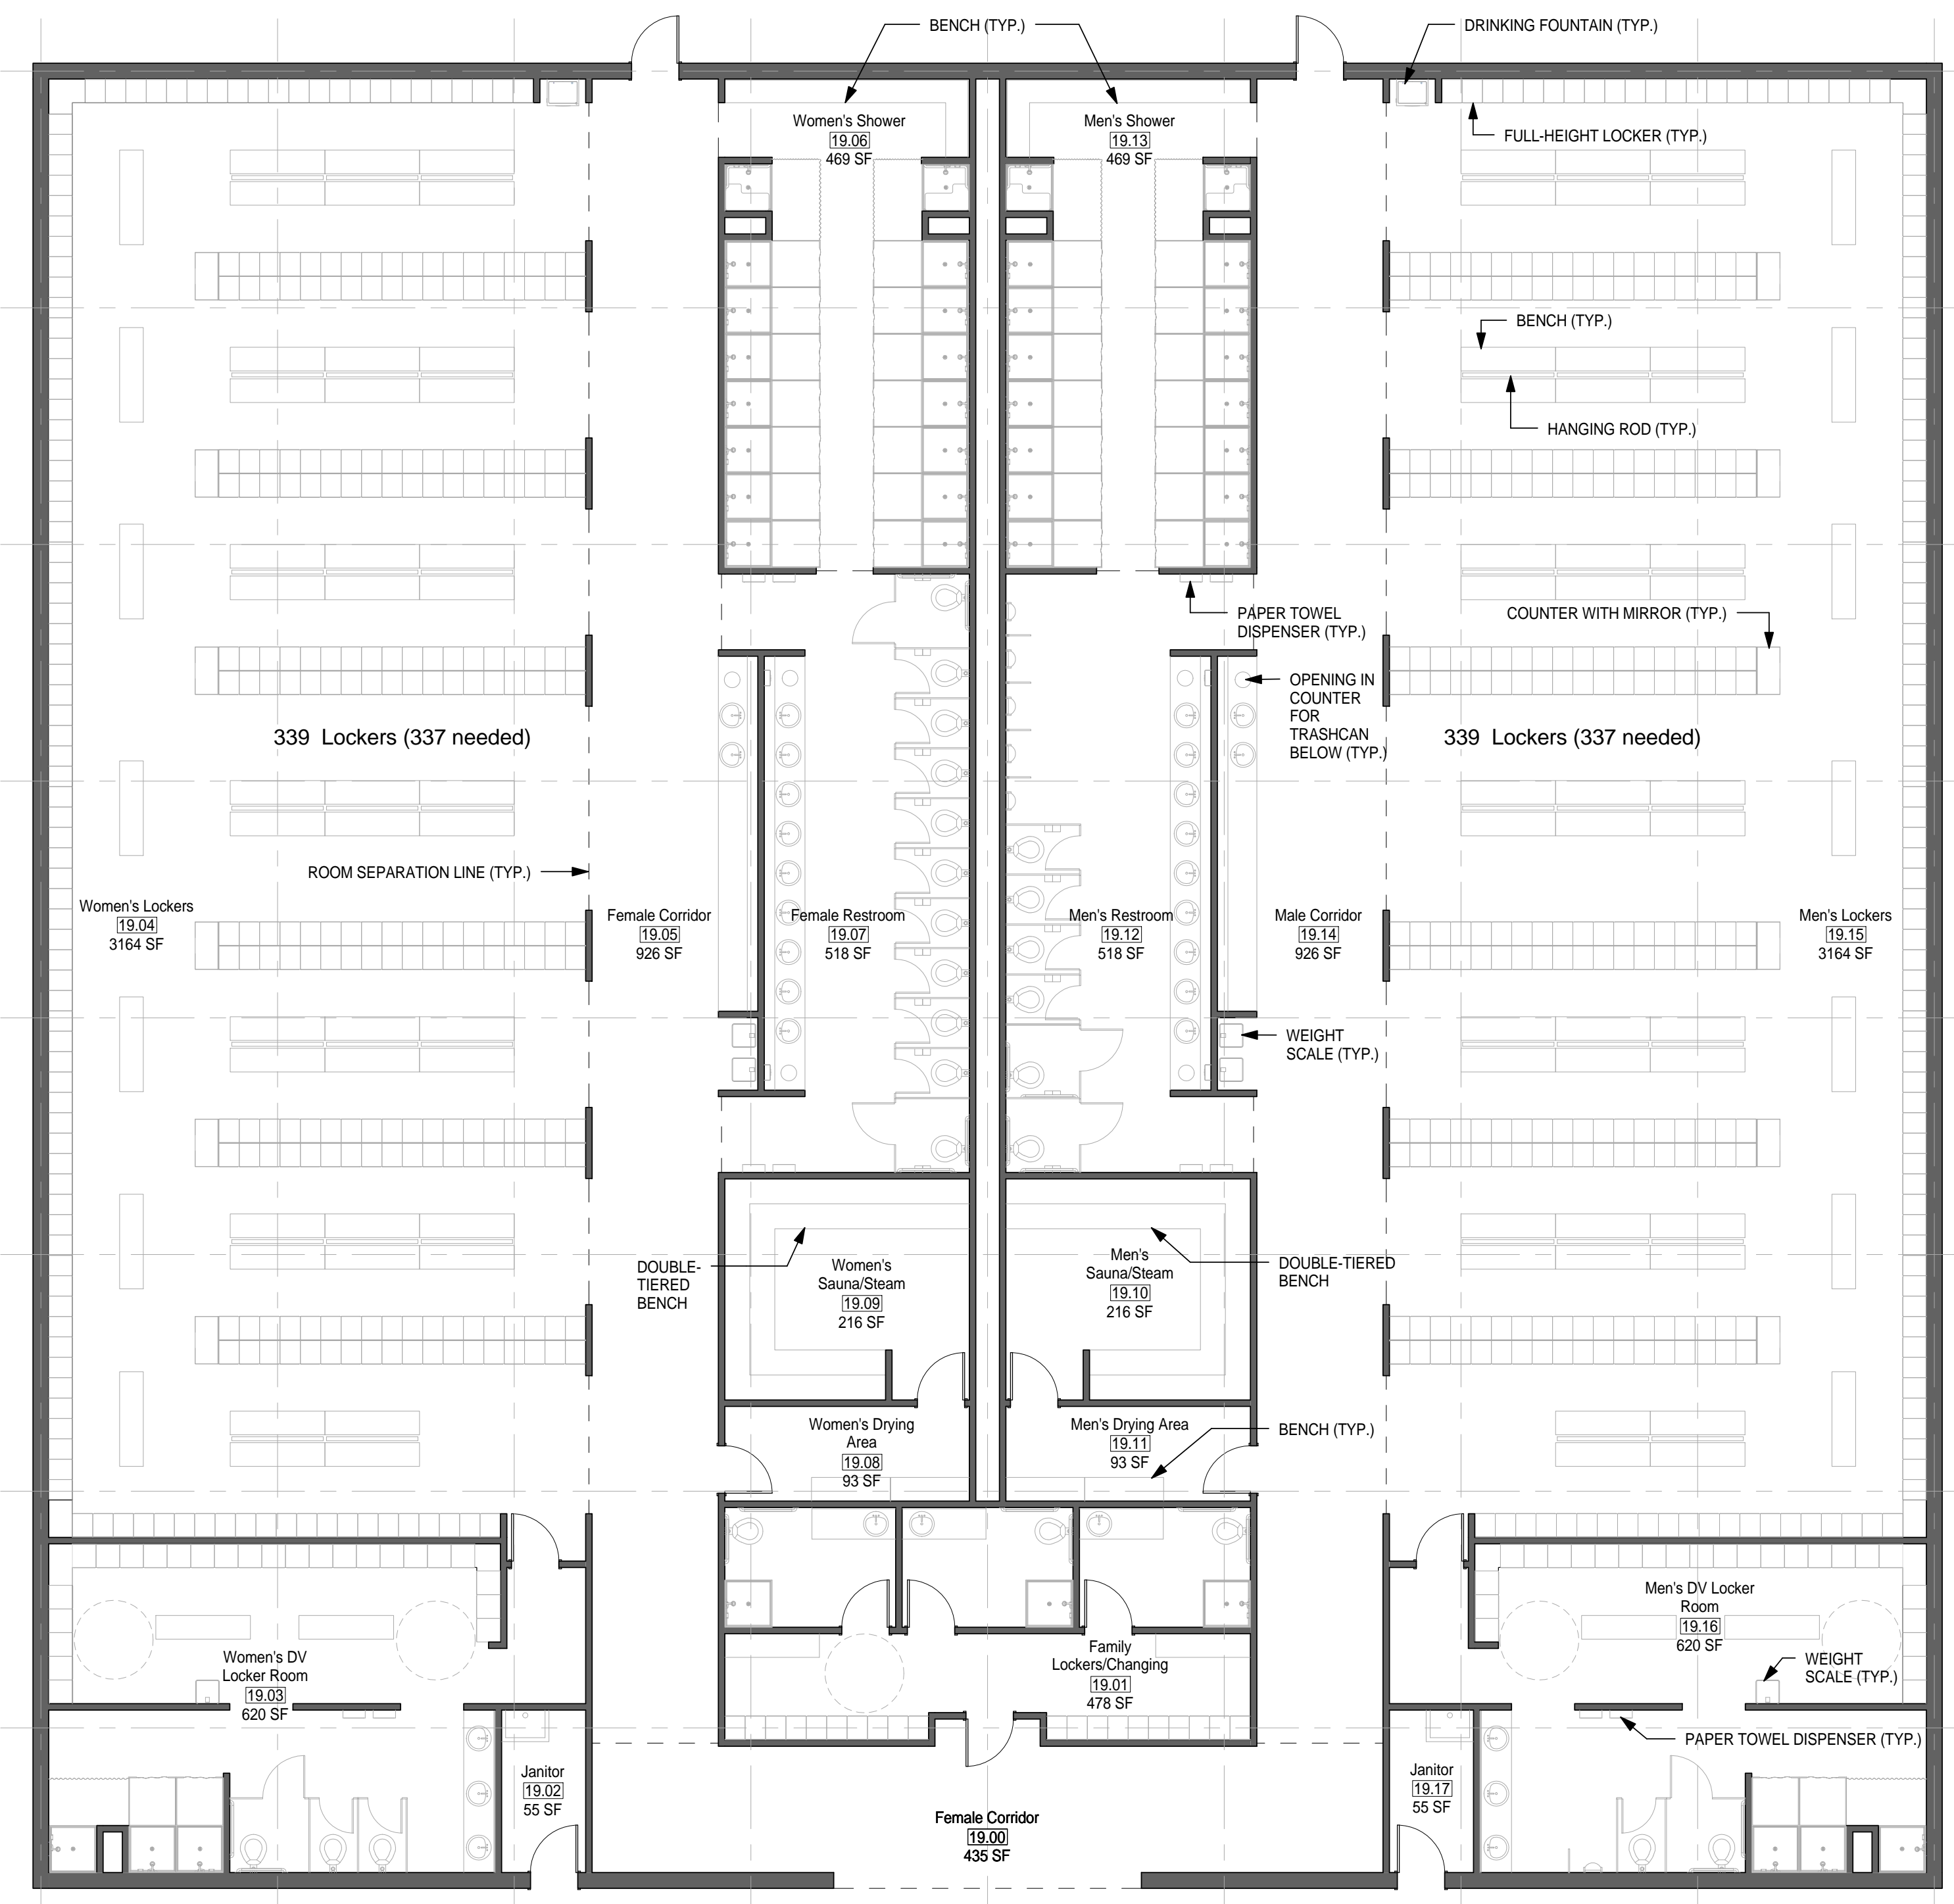 BENCH (TYP.)
DRINKING FOUNTAIN (TYP.)
Women's Shower
19.06
469 SF
Men's Shower
19.13
469 SF
FULL-HEIGHT LOCKER (TYP.)
BENCH (TYP.)
HANGING ROD (TYP.)
PAPER TOWEL
DISPENSER (TYP.)
COUNTER WITH MIRROR (TYP.)
OPENING IN
COUNTER
FOR
TRASHCAN
BELOW (TYP.)
339 Lockers (337 needed)
339 Lockers (337 needed)
ROOM SEPARATION LINE (TYP.)
Women's Lockers
19.04
3164 SF
Female Corridor
19.05
926 SF
Female Restroom
19.07
518 SF
Men's Restroom
19.12
518 SF
Male Corridor
19.14
926 SF
Men's Lockers
19.15
3164 SF
WEIGHT
SCALE (TYP.)
DOUBLE-
TIERED
BENCH
Women's
Sauna/Steam
19.09
216 SF
Men's
Sauna/Steam
19.10
216 SF
DOUBLE-TIERED
BENCH
Women's Drying
Area
19.08
93 SF
Men's Drying Area
19.11
93 SF
BENCH (TYP.)
Women's DV
Locker Room
19.03
620 SF
Family
Lockers/Changing
19.01
478 SF
Men's DV Locker
Room
19.16
620 SF
WEIGHT
SCALE (TYP.)
PAPER TOWEL DISPENSER (TYP.)
Janitor
19.02
55 SF
Female Corridor
19.00
435 SF
Janitor
19.17
55 SF